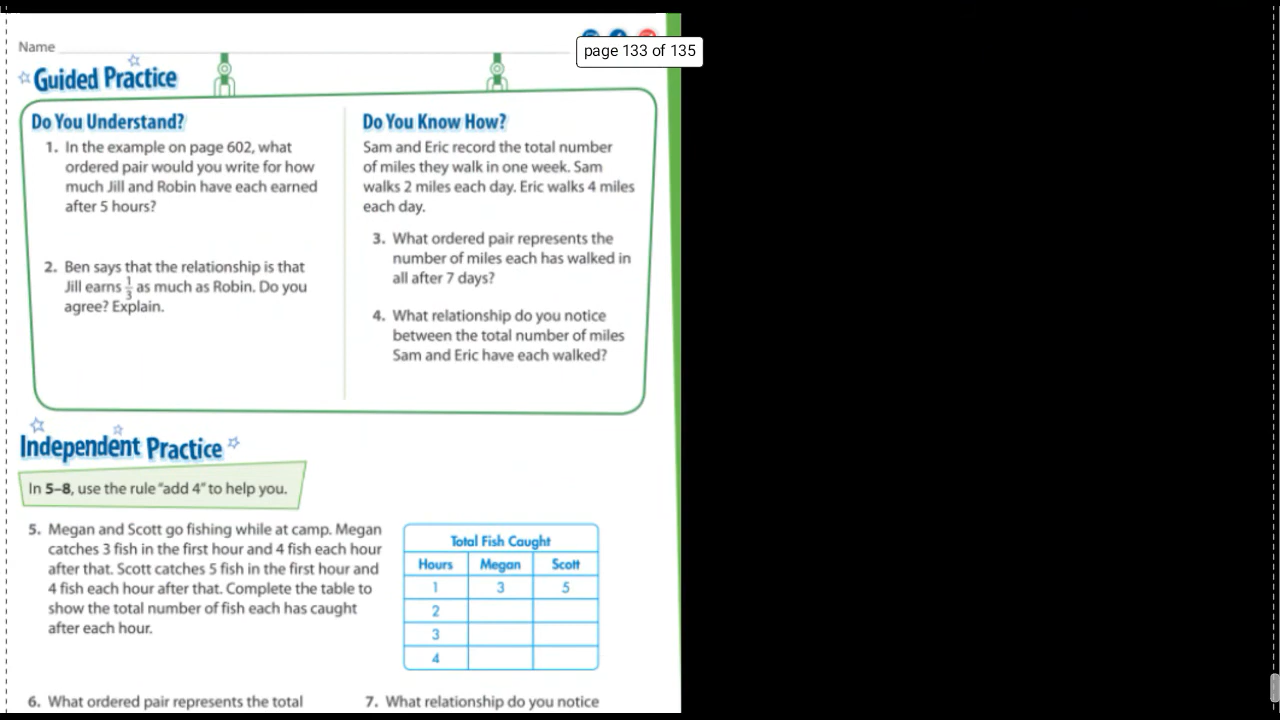 page 133 of 135
Name
Guided Practice
Do You Understand?
1. In the example on page 602, what
ordered pair would you write for how
much Jill and Robin have each earned
after 5 hours?
2. Ben says that the relationship is that
Jill earns 1/3 as much as Robin. Do you
agree? Explain.
Do You Know How?
Sam and Eric record the total number
of miles they walk in one week. Sam
walks 2 miles each day. Eric walks 4 miles
each day.
3. What ordered pair represents the
number of miles each has walked in
all after 7 days?
4. What relationship do you notice
between the total number of miles
Sam and Eric have each walked?
Independent Practice
In 5–8, use the rule "add 4" to help you.
5. Megan and Scott go fishing while at camp. Megan
catches 3 fish in the first hour and 4 fish each hour
after that. Scott catches 5 fish in the first hour and
4 fish each hour after that. Complete the table to
show the total number of fish each has caught
after each hour.
Total Fish Caught
Hours Megan Scott
1 3 5
2
3
4
6. What ordered pair represents the total
7. What relationship do you notice